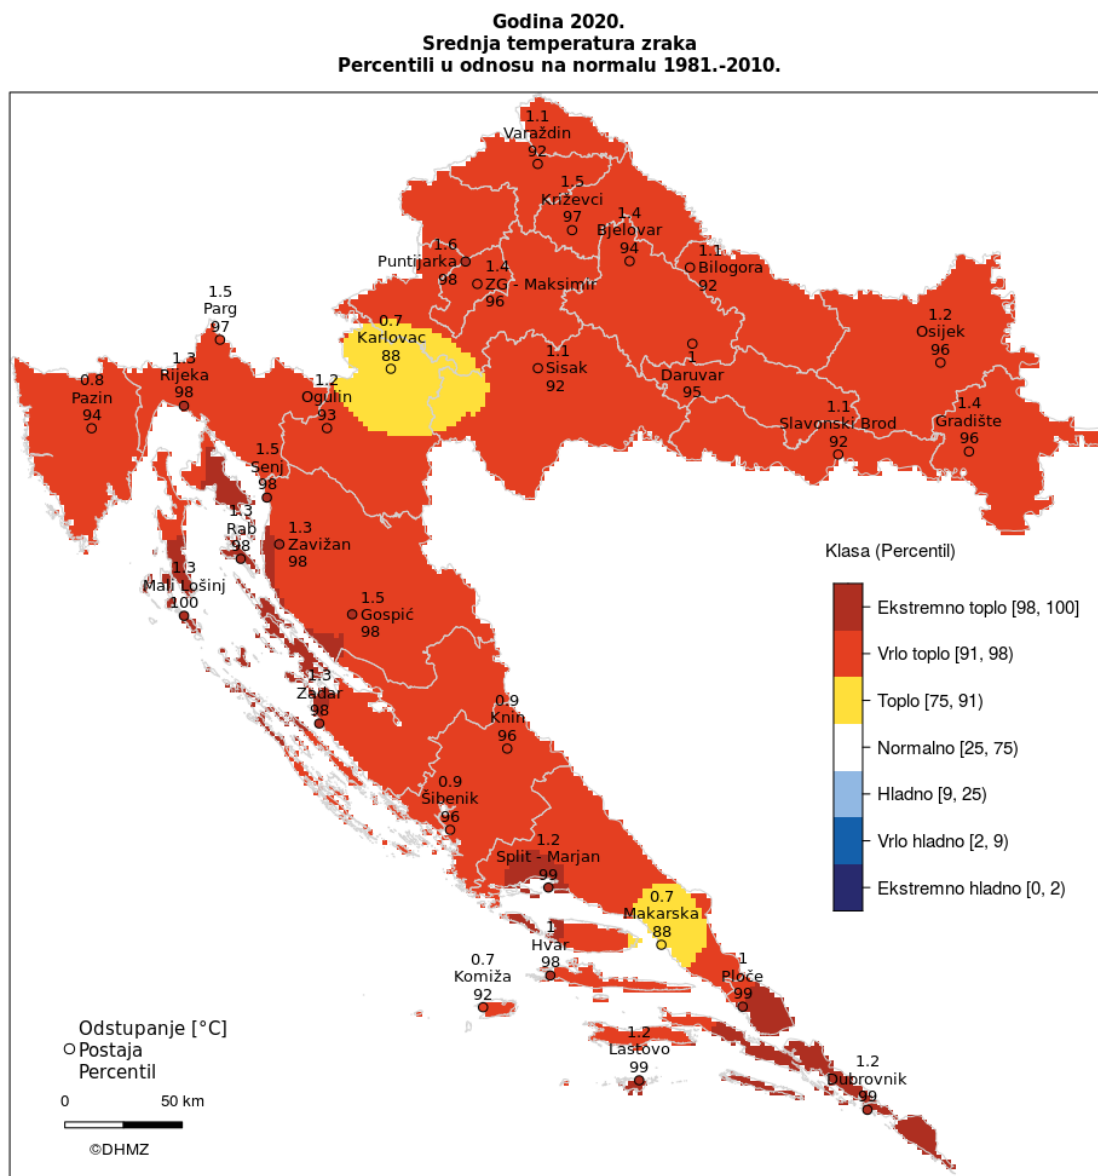 Godina 2020.
Srednja temperatura zraka
Percentili u odnosu na normalu 1981.-2010.
1.1
Varaždin
92
1.5
Križevci
97
1.4
Bjelovar
94
1.6
Puntijarka
98
1.4
ZG - Maksimir
96
1.1
Bilogora
92
1.5
Parg
97
0.7
Karlovac
88
1.2
Osijek
96
1.3
Rijeka
98
1.1
Sisak
92
1
Daruvar
95
0.8
Pazin
94
1.2
Ogulin
93
1.1
Slavonski Brod
92
1.4
Gradište
96
1.5
Senj
98
1.3
Rab
98
1.3
Zavižan
98
1.3
Mali Lošinj
100
1.5
Gospić
98
1.3
Zadar
98
0.9
Knin
96
0.9
Šibenik
96
1.2
Split - Marjan
99
0.7
Makarska
88
1
Hvar
98
0.7
Komiža
92
1
Ploče
99
1.2
Lastovo
99
1.2
Dubrovnik
99
Klasa (Percentil)
Ekstremno toplo [98, 100]
Vrlo toplo [91, 98)
Toplo [75, 91)
Normalno [25, 75)
Hladno [9, 25)
Vrlo hladno [2, 9)
Ekstremno hladno [0, 2)
Odstupanje [°C]
Postaja
Percentil
0 50 km
©DHMZ